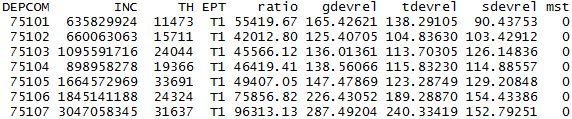 DEPCOM INC TH EPT ratio gdevrel tdevrel sdevrel mst
75101 635829924 11473 T1 55419.67 165.42621 138.29105 90.43753 0
75102 660063063 15711 T1 42012.80 125.40705 104.83630 103.42912 0
75103 1095591716 24044 T1 45566.12 136.01361 113.70305 126.14836 0
75104 898958278 19366 T1 46419.41 138.56066 115.83230 114.88557 0
75105 1664572969 33691 T1 49407.05 147.47869 123.28749 129.20848 0
75106 1845141188 24324 T1 75856.82 226.43052 189.28870 154.43386 0
75107 3047058345 31637 T1 96313.13 287.49204 240.33419 152.79251 0